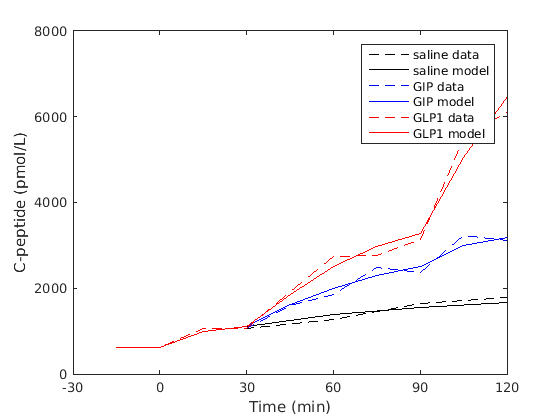 8000
6000
4000
2000
0
C-peptide (pmol/L)
saline data
saline model
GIP data
GIP model
GLP1 data
GLP1 model
-30 0 30 60 90 120
Time (min)